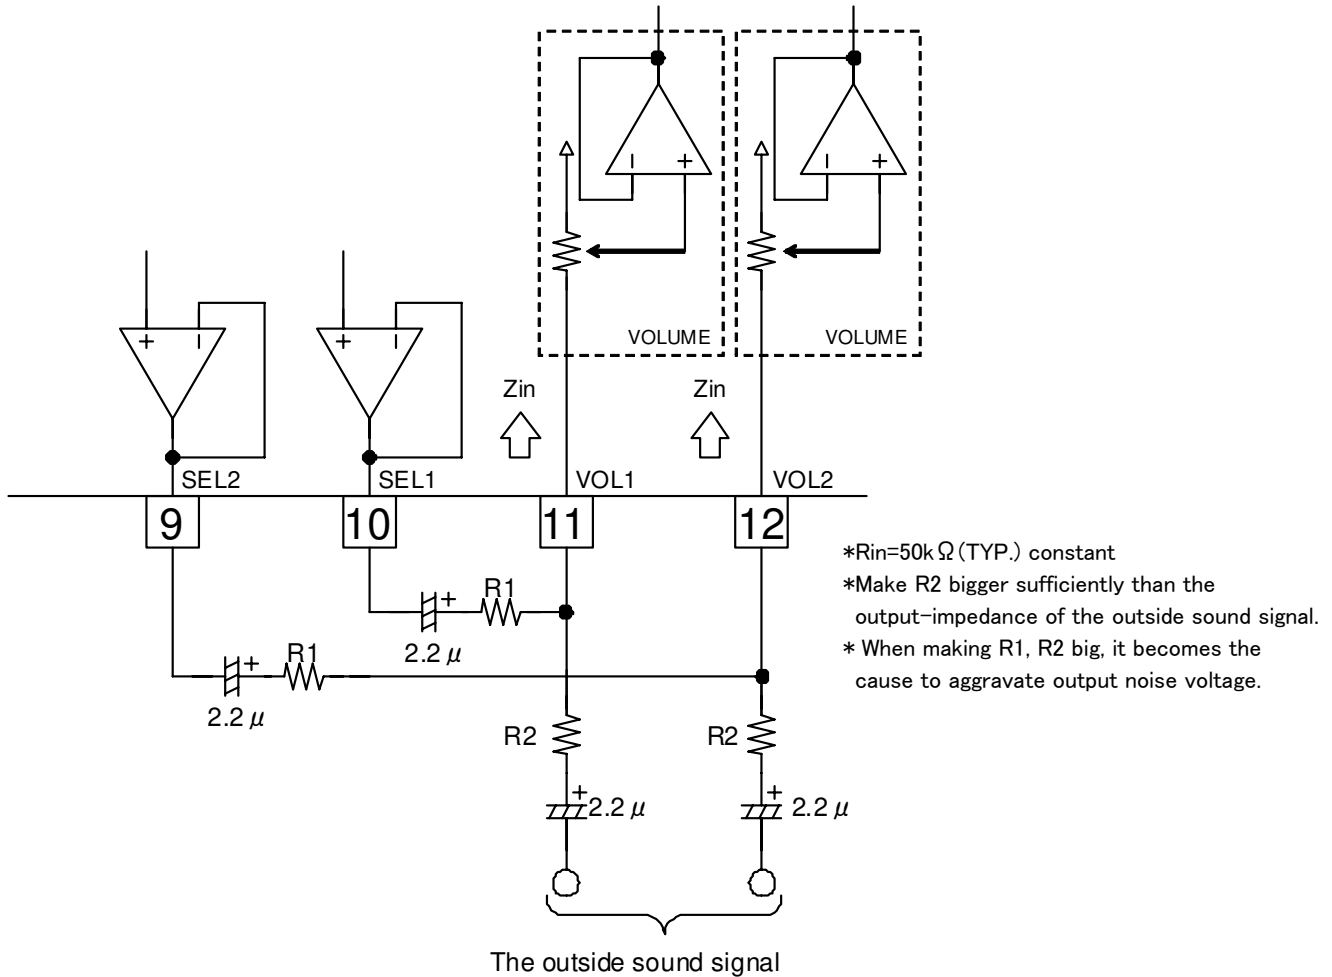 − +
− +
+ −
+ −
VOLUME
VOLUME
Zin
Zin
SEL2
SEL1
VOL1
VOL2
9
10
11
12
*Rin=50kΩ(TYP.) constant
*Make R2 bigger sufficiently than the
output-impedance of the outside sound signal.
* When making R1, R2 big, it becomes the
cause to aggravate output noise voltage.
R1
+
2.2μ
R1
+
2.2μ
R2
R2
+
2.2μ
+
2.2μ
The outside sound signal